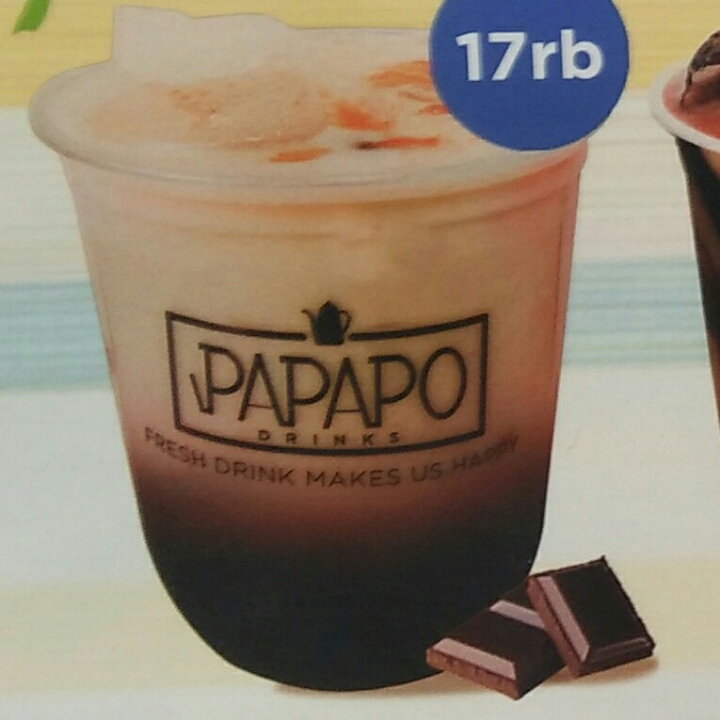 17rb
PAPAPO
DRINKS
FRESH DRINK MAKES US HAPPY